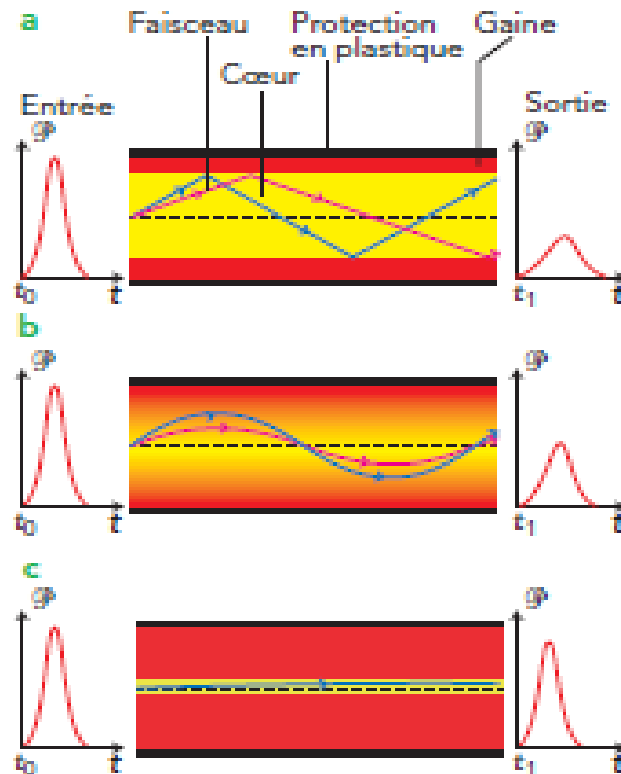 a
Faisceau
Protection
en plastique
Gaine
Cœur
Entrée
Sortie
𝒫
t₀
t
𝒫
t₁
t
b
𝒫
t₀
t
𝒫
t₁
t
c
𝒫
t₀
t
𝒫
t₁
t